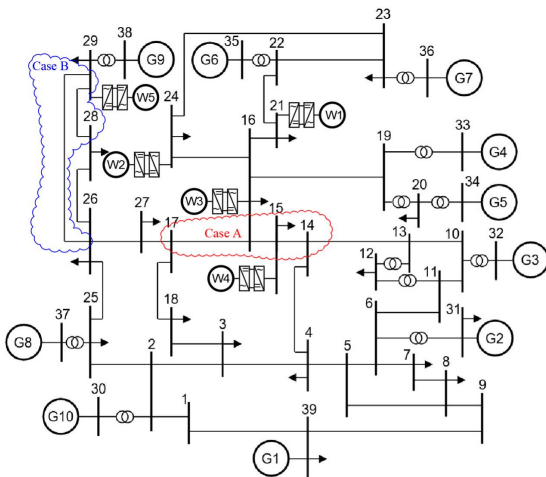 23
29 38 35 22 36
Case B G9 G6 G7
24 W5 21 W1
28 16 19 33
W2 G4
W3 20 34
26 27 17 15 G5
Case A 14 13 10 32
12 G3
W4 11
37 25 18 6 31
G8 2 3 4 5 7 G2
8
30 9
G10 1 39
G1